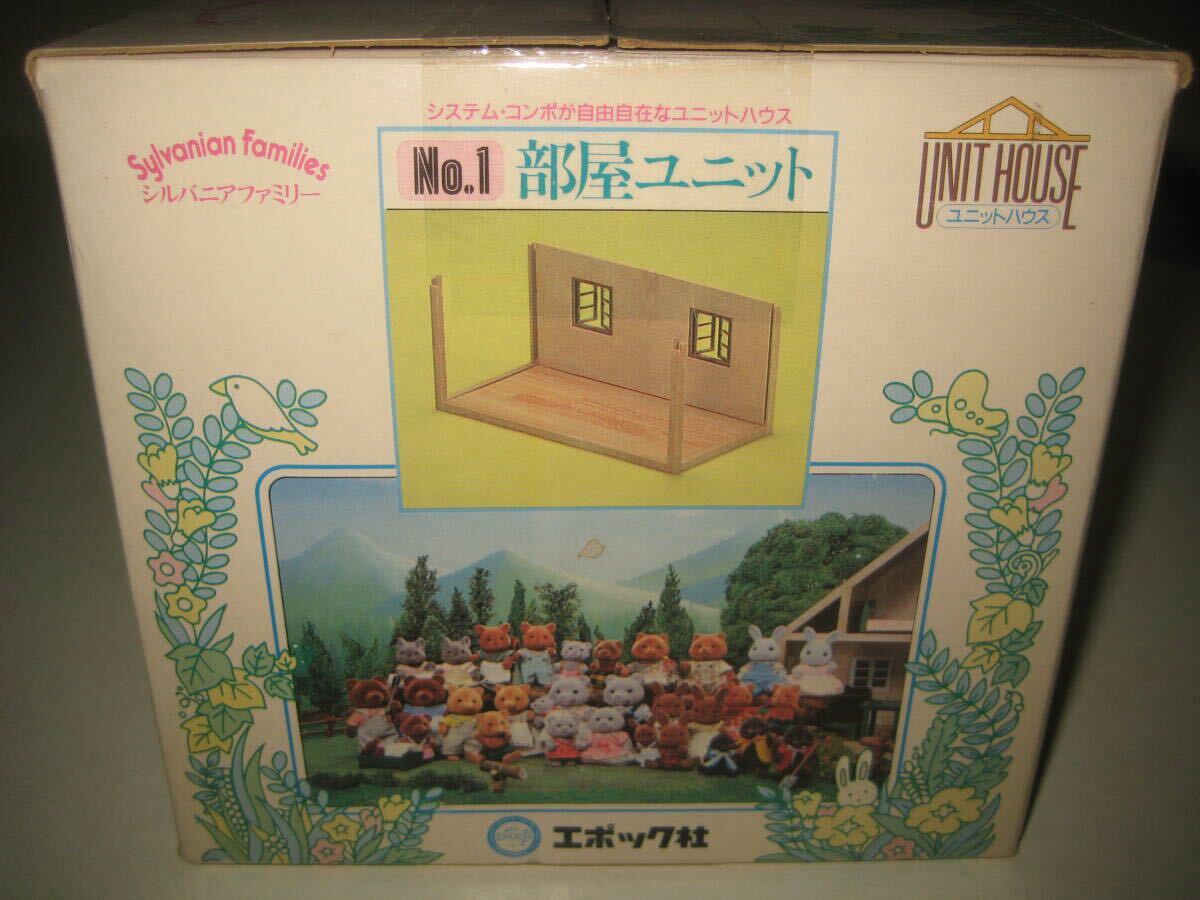 システム・コンポが自由自在なユニットハウス
Sylvanian Families
シルバニアファミリー
No.1 部屋ユニット
UNIT HOUSE
ユニットハウス
EPOCH
エポック社